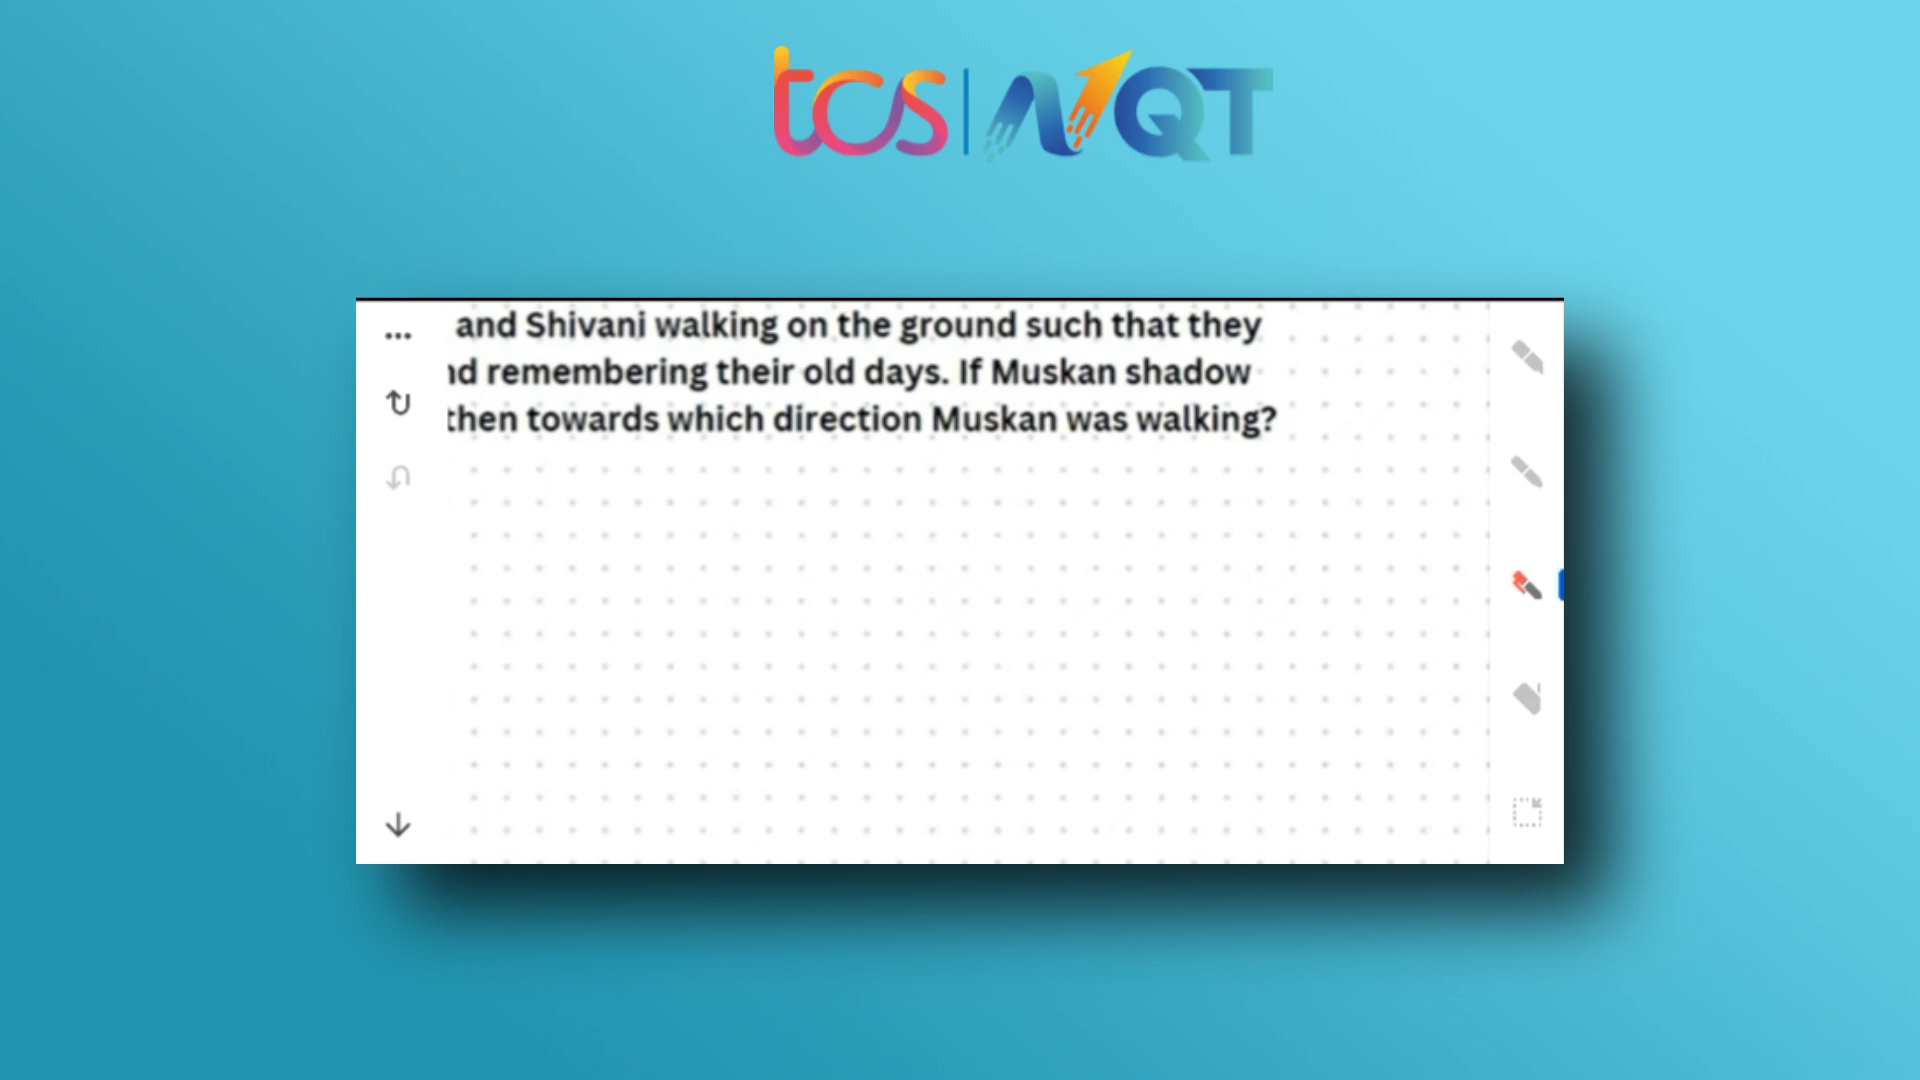 tcs | NQT
and Shivani walking on the ground such that they
remembering their old days. If Muskan shadow
then towards which direction Muskan was walking?